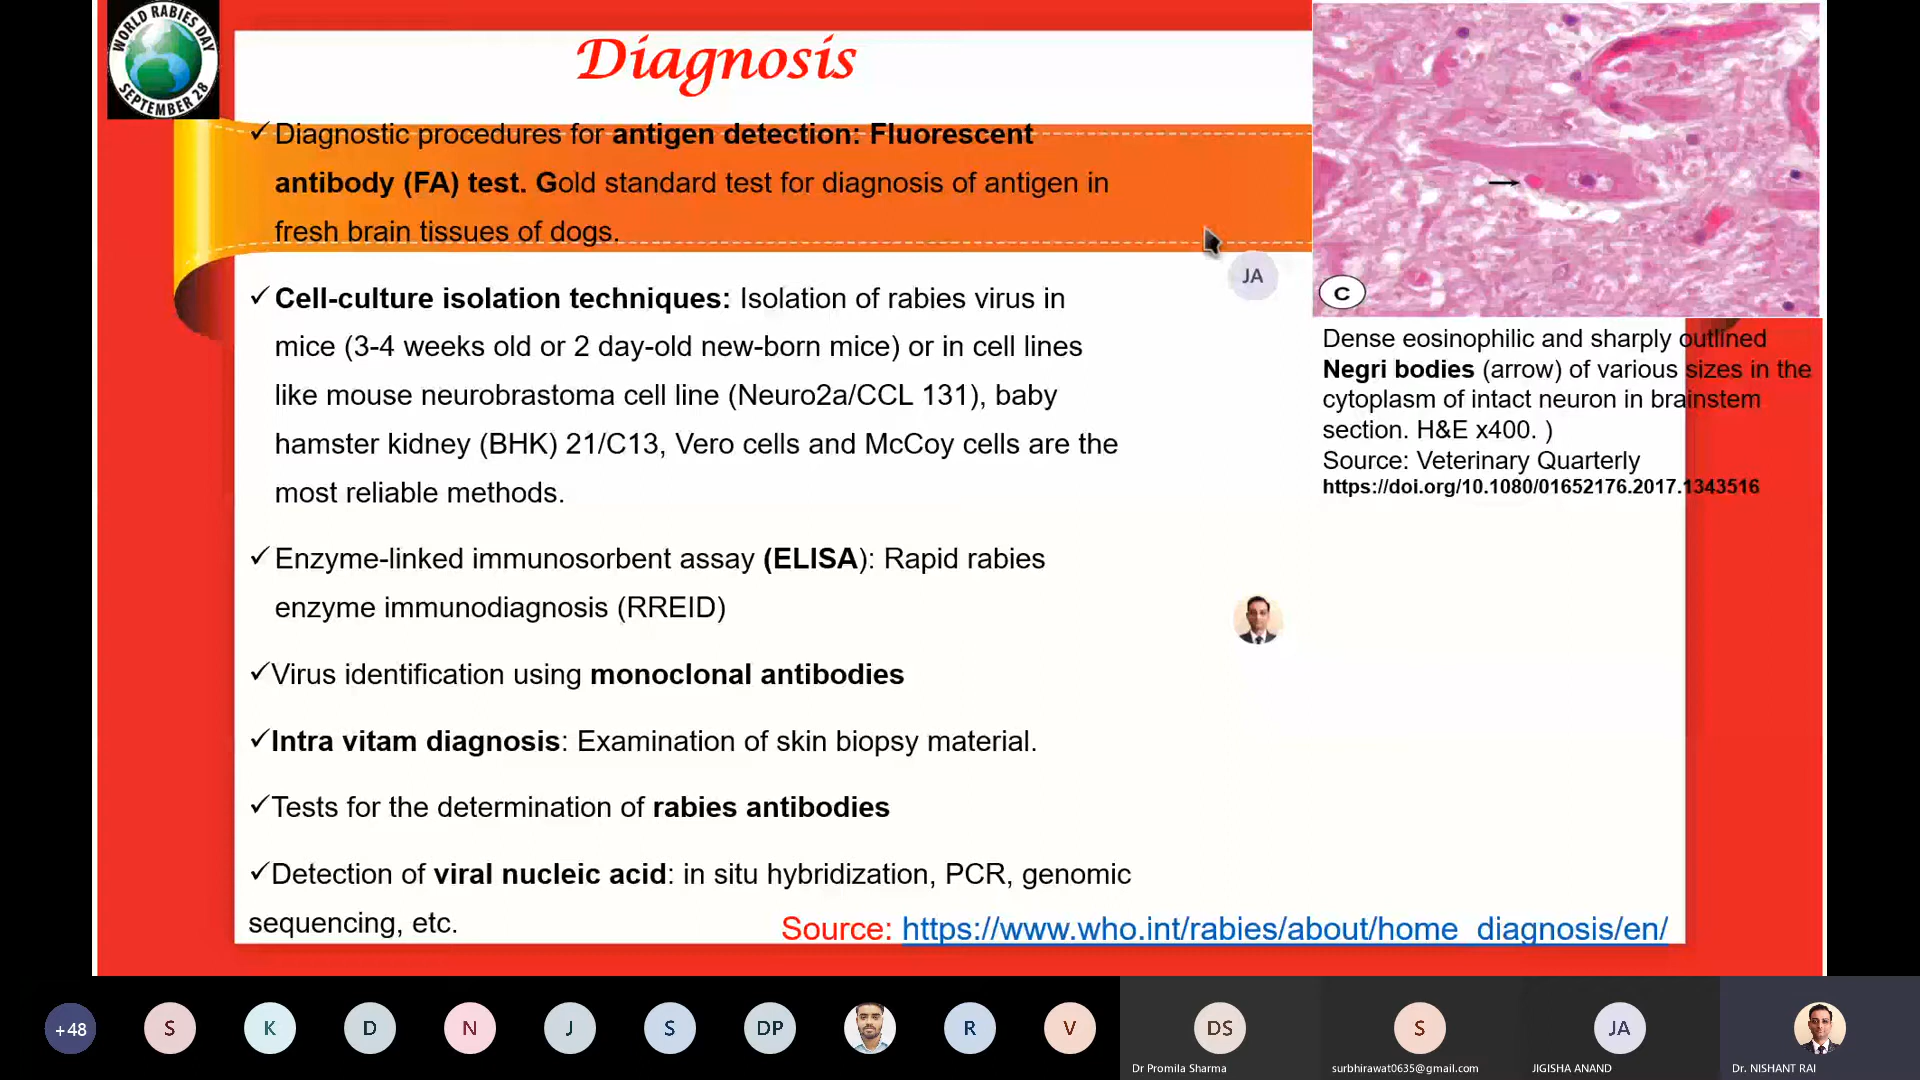 WORLD RABIES DAY
SEPTEMBER 28
Diagnosis
✓Diagnostic procedures for antigen detection: Fluorescent
antibody (FA) test. Gold standard test for diagnosis of antigen in
fresh brain tissues of dogs.
✓Cell-culture isolation techniques: Isolation of rabies virus in
mice (3-4 weeks old or 2 day-old new-born mice) or in cell lines
like mouse neurobrastoma cell line (Neuro2a/CCL 131), baby
hamster kidney (BHK) 21/C13, Vero cells and McCoy cells are the
most reliable methods.
✓Enzyme-linked immunosorbent assay (ELISA): Rapid rabies
enzyme immunodiagnosis (RREID)
✓Virus identification using monoclonal antibodies
✓Intra vitam diagnosis: Examination of skin biopsy material.
✓Tests for the determination of rabies antibodies
✓Detection of viral nucleic acid: in situ hybridization, PCR, genomic
sequencing, etc.
Source: https://www.who.int/rabies/about/home_diagnosis/en/
C
Dense eosinophilic and sharply outlined
Negri bodies (arrow) of various sizes in the
cytoplasm of intact neuron in brainstem
section. H&E x400. )
Source: Veterinary Quarterly
https://doi.org/10.1080/01652176.2017.1343516
JA
+48
S
K
D
N
J
S
DP
R
V
DS
Dr Promila Sharma
S
surbhirawat0635@gmail.com
JA
JIGISHA ANAND
Dr. NISHANT RAI